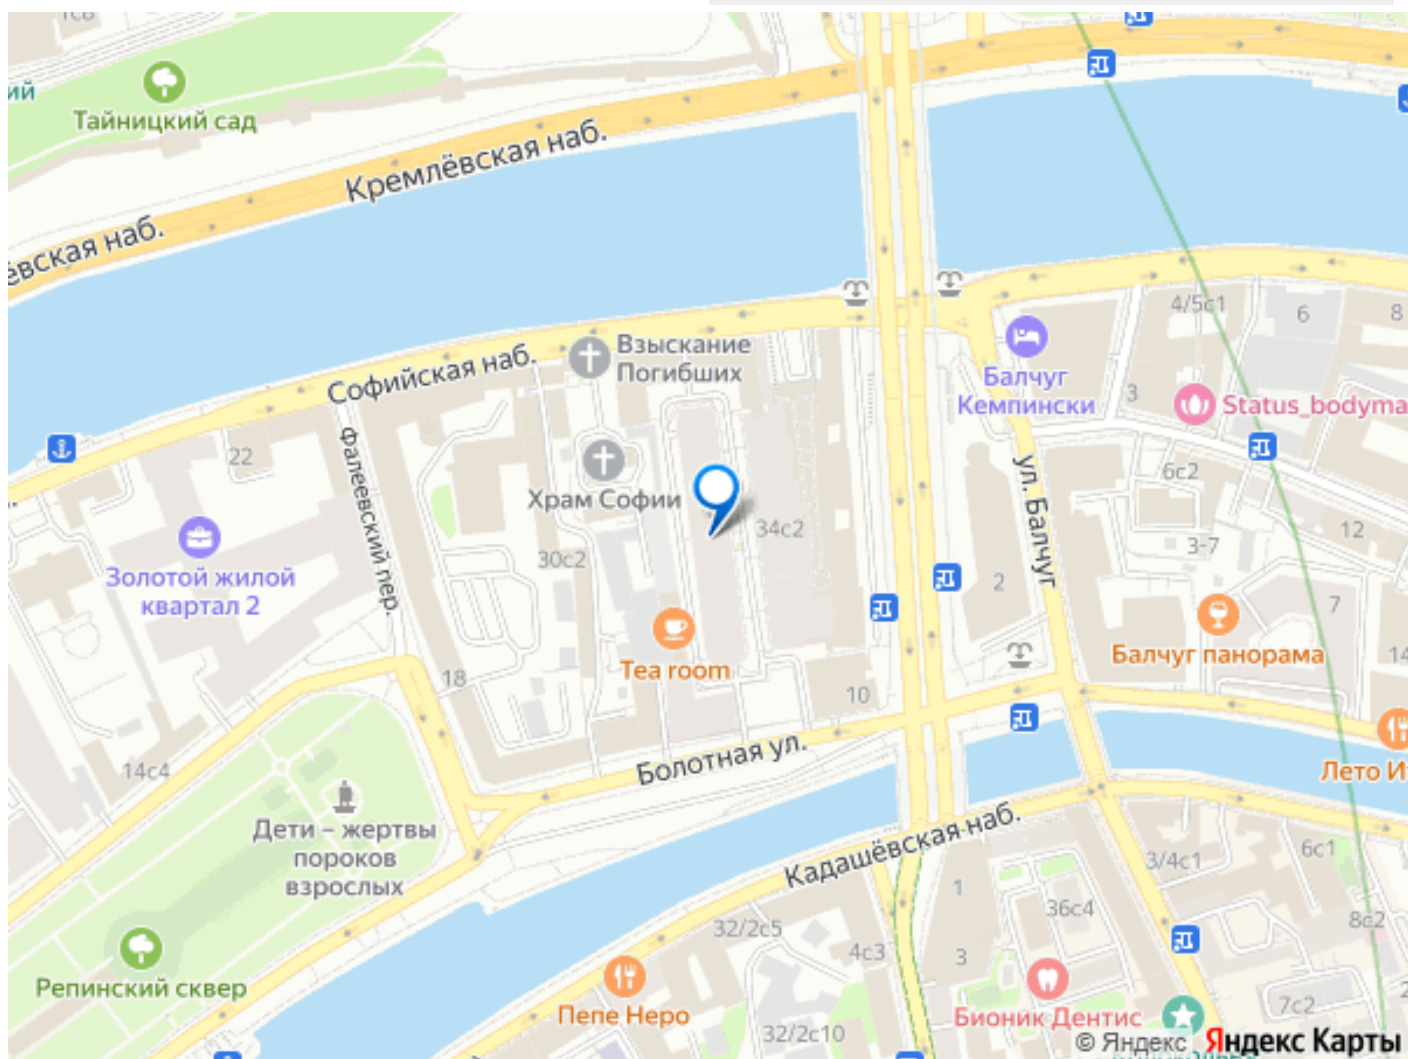 Тайницкий сад
Кремлёвская наб.
Софийская наб.
Взыскание
Погибших
4/5с1
6
8
Балчуг
Кемпински
3
Status_bodyma
22
Фалеевский пер.
Храм Софии
ул. Балчуг
6с2
34с2
12
3-7
Золотой жилой
квартал 2
30с2
2
7
Tea room
Балчуг панорама
14
18
10
Болотная ул.
14с4
Лето И
Дети – жертвы
пороков
взрослых
Кадашёвская наб.
3/4с1
6с1
1
36с4
32/2с5
8с2
4с3
3
Репинский сквер
Пепе Неро
Бионик Дентис
7с2
32/2с10
© Яндекс Яндекс Карты